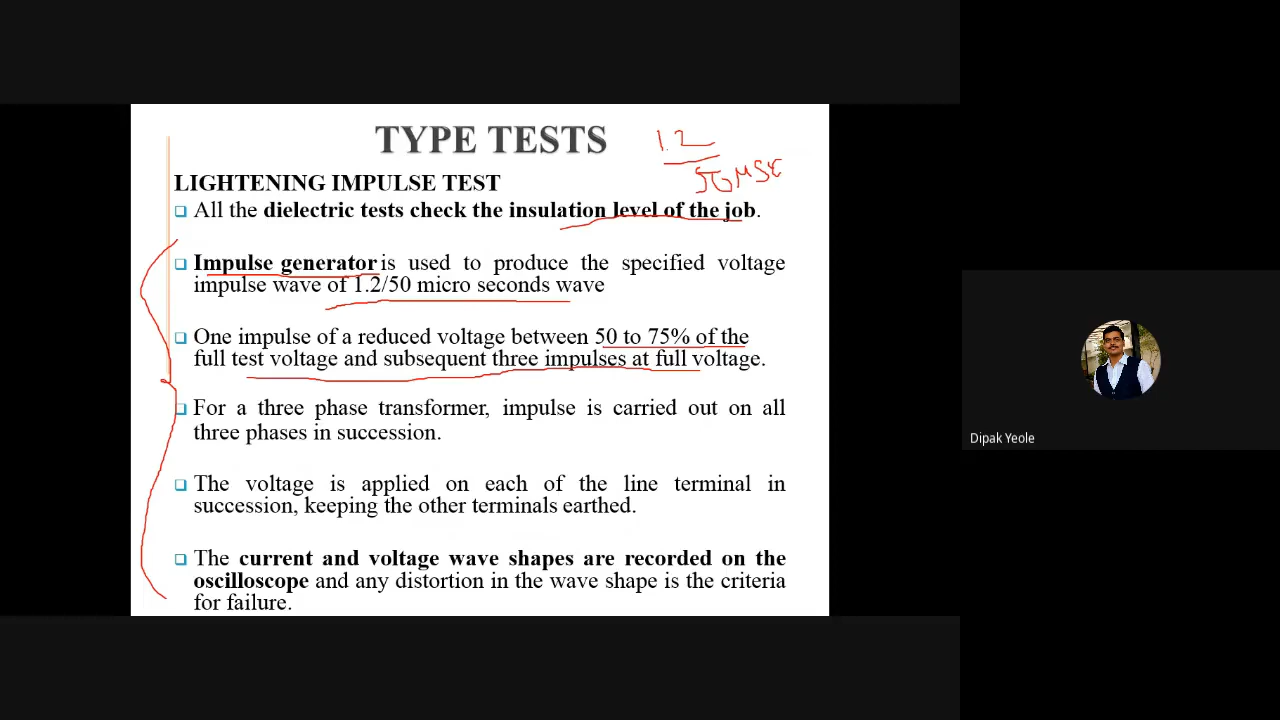 TYPE TESTS
1.2
50 μsec
LIGHTENING IMPULSE TEST
All the dielectric tests check the insulation level of the job.
Impulse generator is used to produce the specified voltage
impulse wave of 1.2/50 micro seconds wave
One impulse of a reduced voltage between 50 to 75% of the
full test voltage and subsequent three impulses at full voltage.
For a three phase transformer, impulse is carried out on all
three phases in succession.
The voltage is applied on each of the line terminal in
succession, keeping the other terminals earthed.
The current and voltage wave shapes are recorded on the
oscilloscope and any distortion in the wave shape is the criteria
for failure.
Dipak Yeole